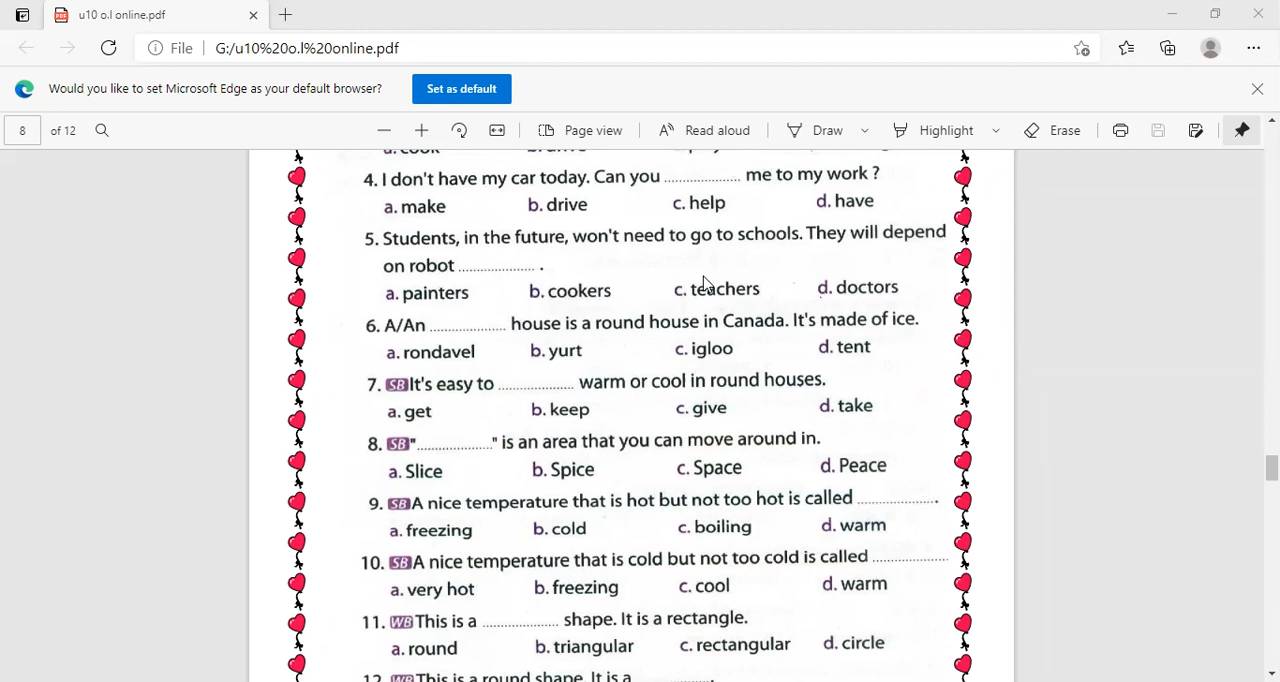 u10 o.l online.pdf
File G:/u10%20o.l%20online.pdf
Would you like to set Microsoft Edge as your default browser? Set as default
8 of 12 Page view Read aloud Draw Highlight Erase
4. I don't have my car today. Can you .................. me to my work ?
a. make b. drive c. help d. have
5. Students, in the future, won't need to go to schools. They will depend
on robot .................. .
a. painters b. cookers c. teachers d. doctors
6. A/An .................. house is a round house in Canada. It's made of ice.
a. rondavel b. yurt c. igloo d. tent
7. SB It's easy to .................. warm or cool in round houses.
a. get b. keep c. give d. take
8. SB ".................." is an area that you can move around in.
a. Slice b. Spice c. Space d. Peace
9. SB A nice temperature that is hot but not too hot is called .................. .
a. freezing b. cold c. boiling d. warm
10. SB A nice temperature that is cold but not too cold is called ..................
a. very hot b. freezing c. cool d. warm
11. WB This is a .................. shape. It is a rectangle.
a. round b. triangular c. rectangular d. circle
12. WB This is a round shape. It is a .................. .